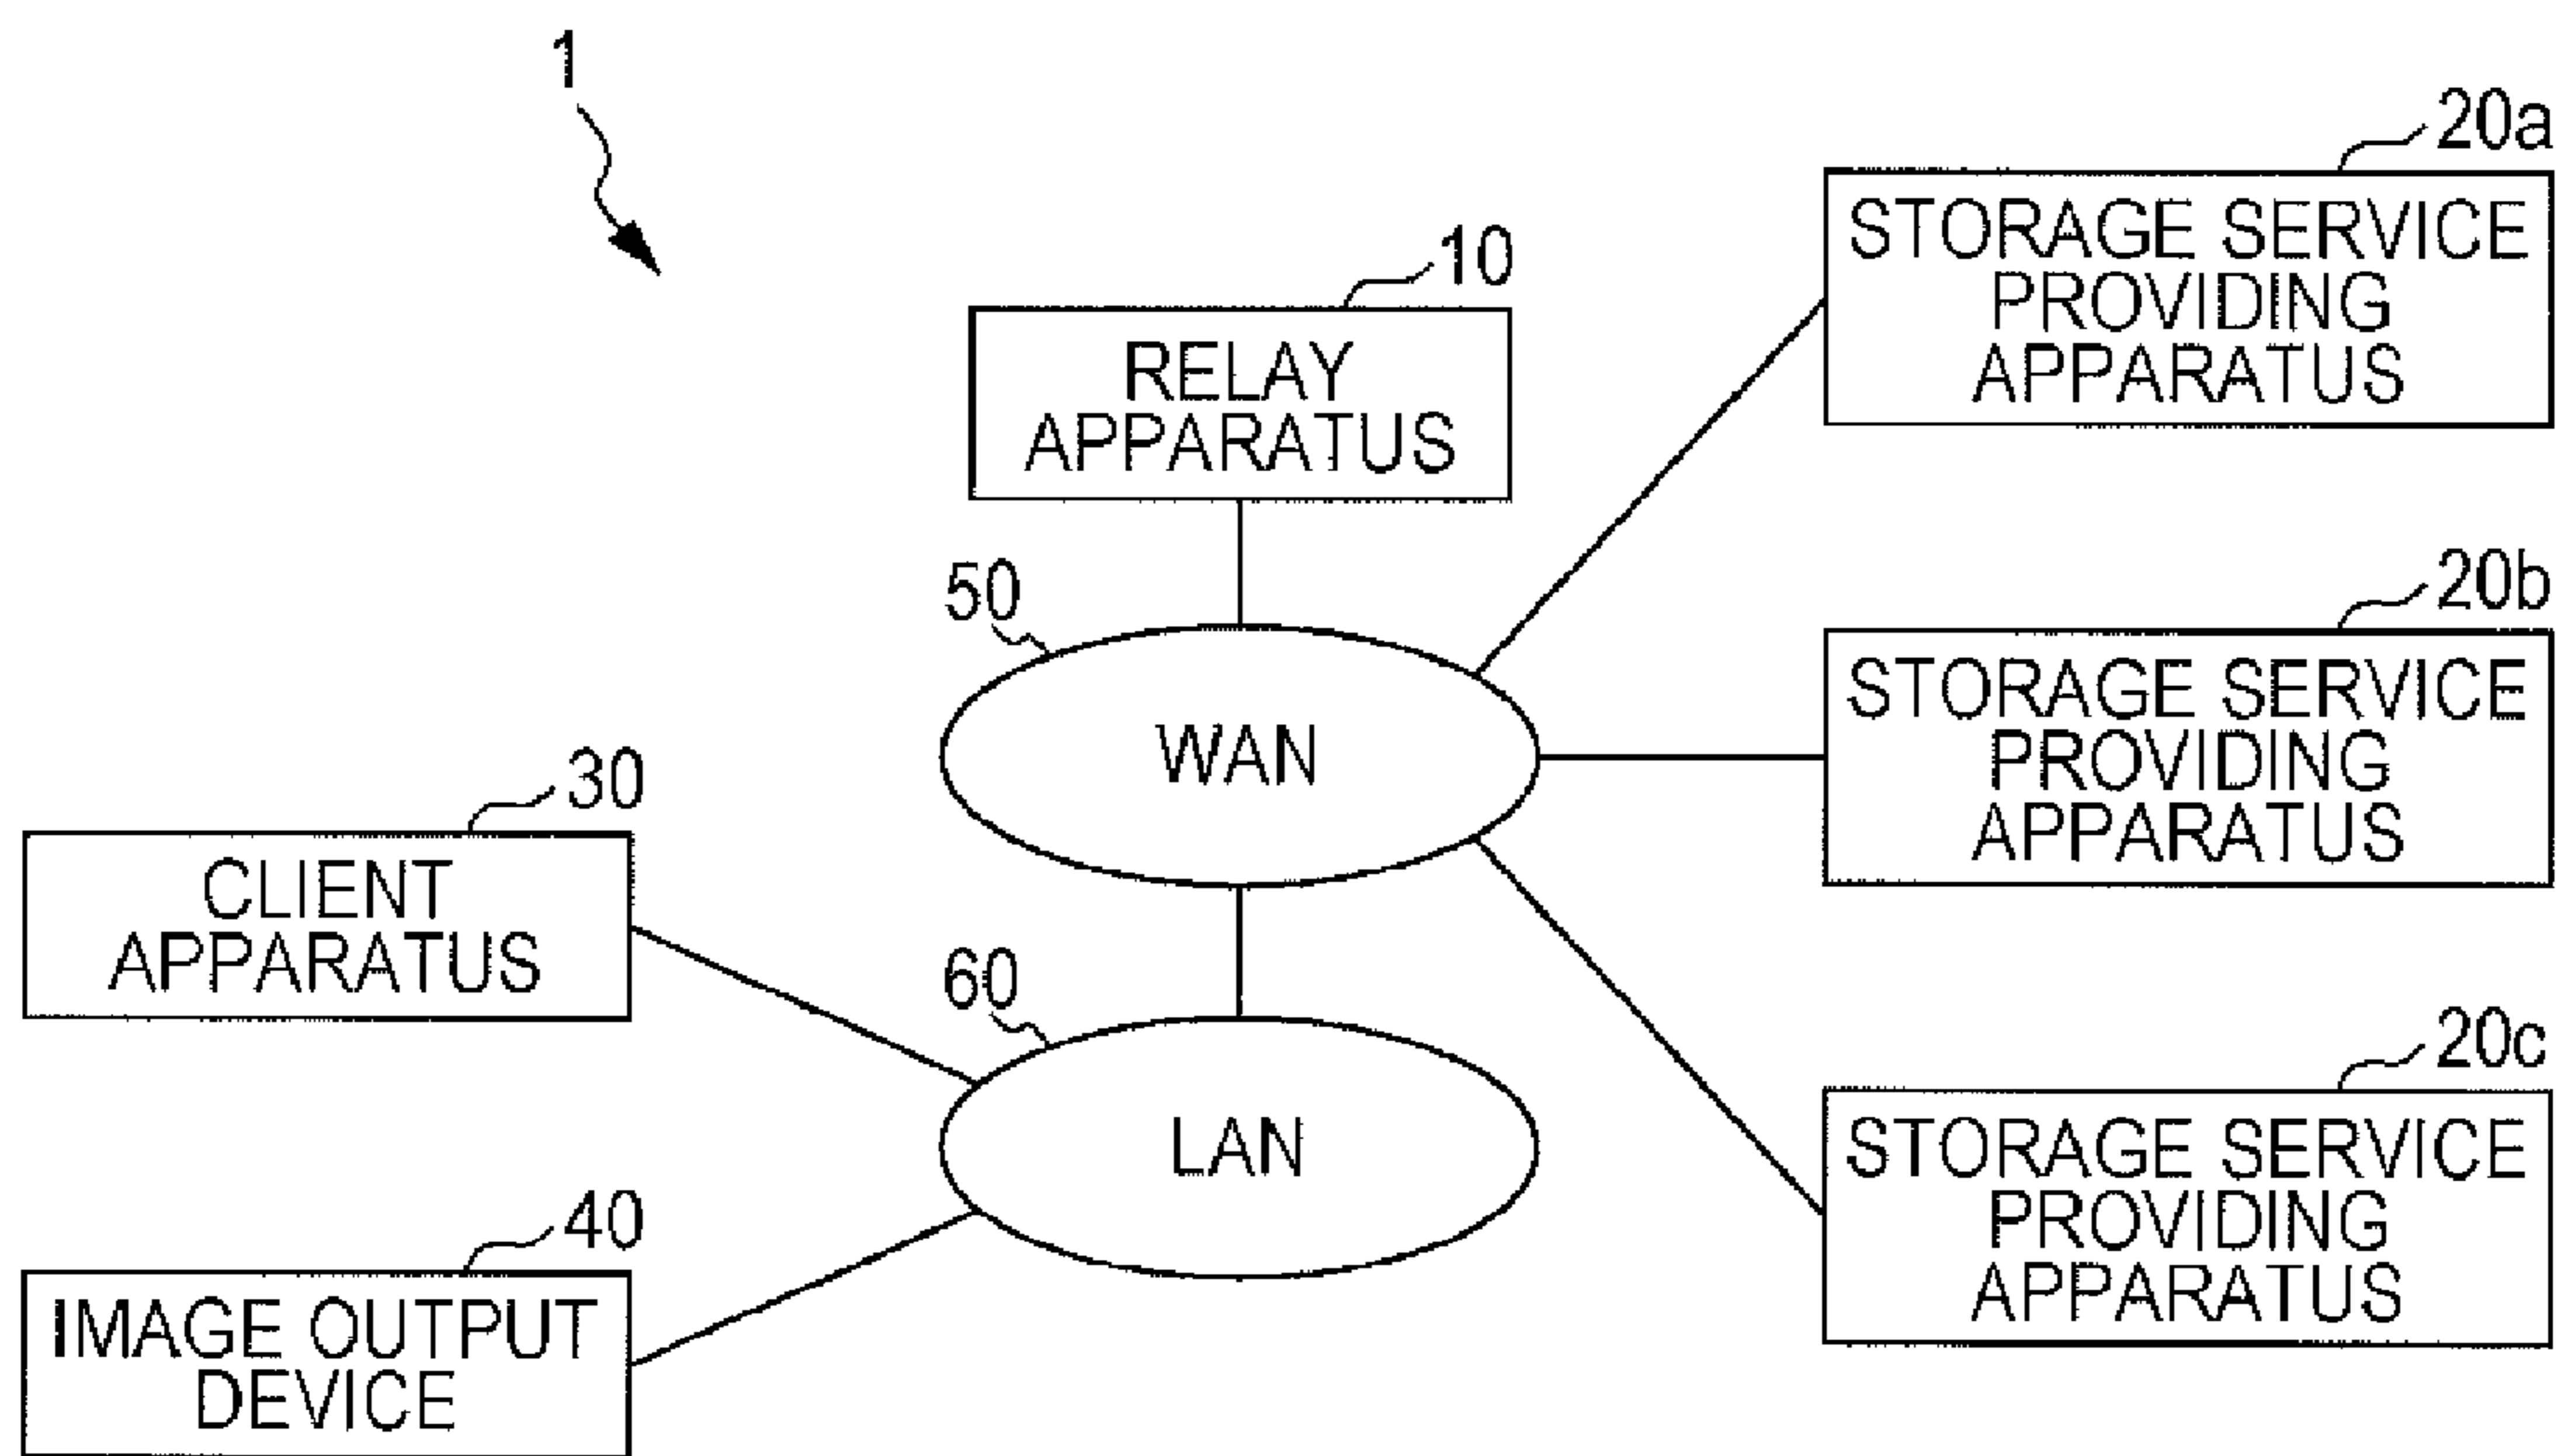 1
20a
STORAGE SERVICE
PROVIDING
APPARATUS
10
RELAY
APPARATUS
50
WAN
20b
STORAGE SERVICE
PROVIDING
APPARATUS
30
CLIENT
APPARATUS
60
LAN
20c
STORAGE SERVICE
PROVIDING
APPARATUS
40
IMAGE OUTPUT
DEVICE